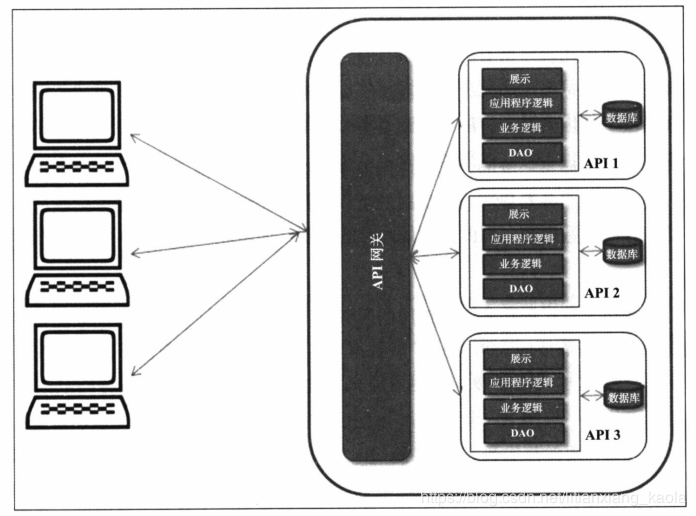 API 网关
展示
应用程序逻辑
业务逻辑
DAO
数据库
API 1
展示
应用程序逻辑
业务逻辑
DAO
数据库
API 2
展示
应用程序逻辑
业务逻辑
DAO
数据库
API 3
https://blog.csdn.net/litianxiang_kaola